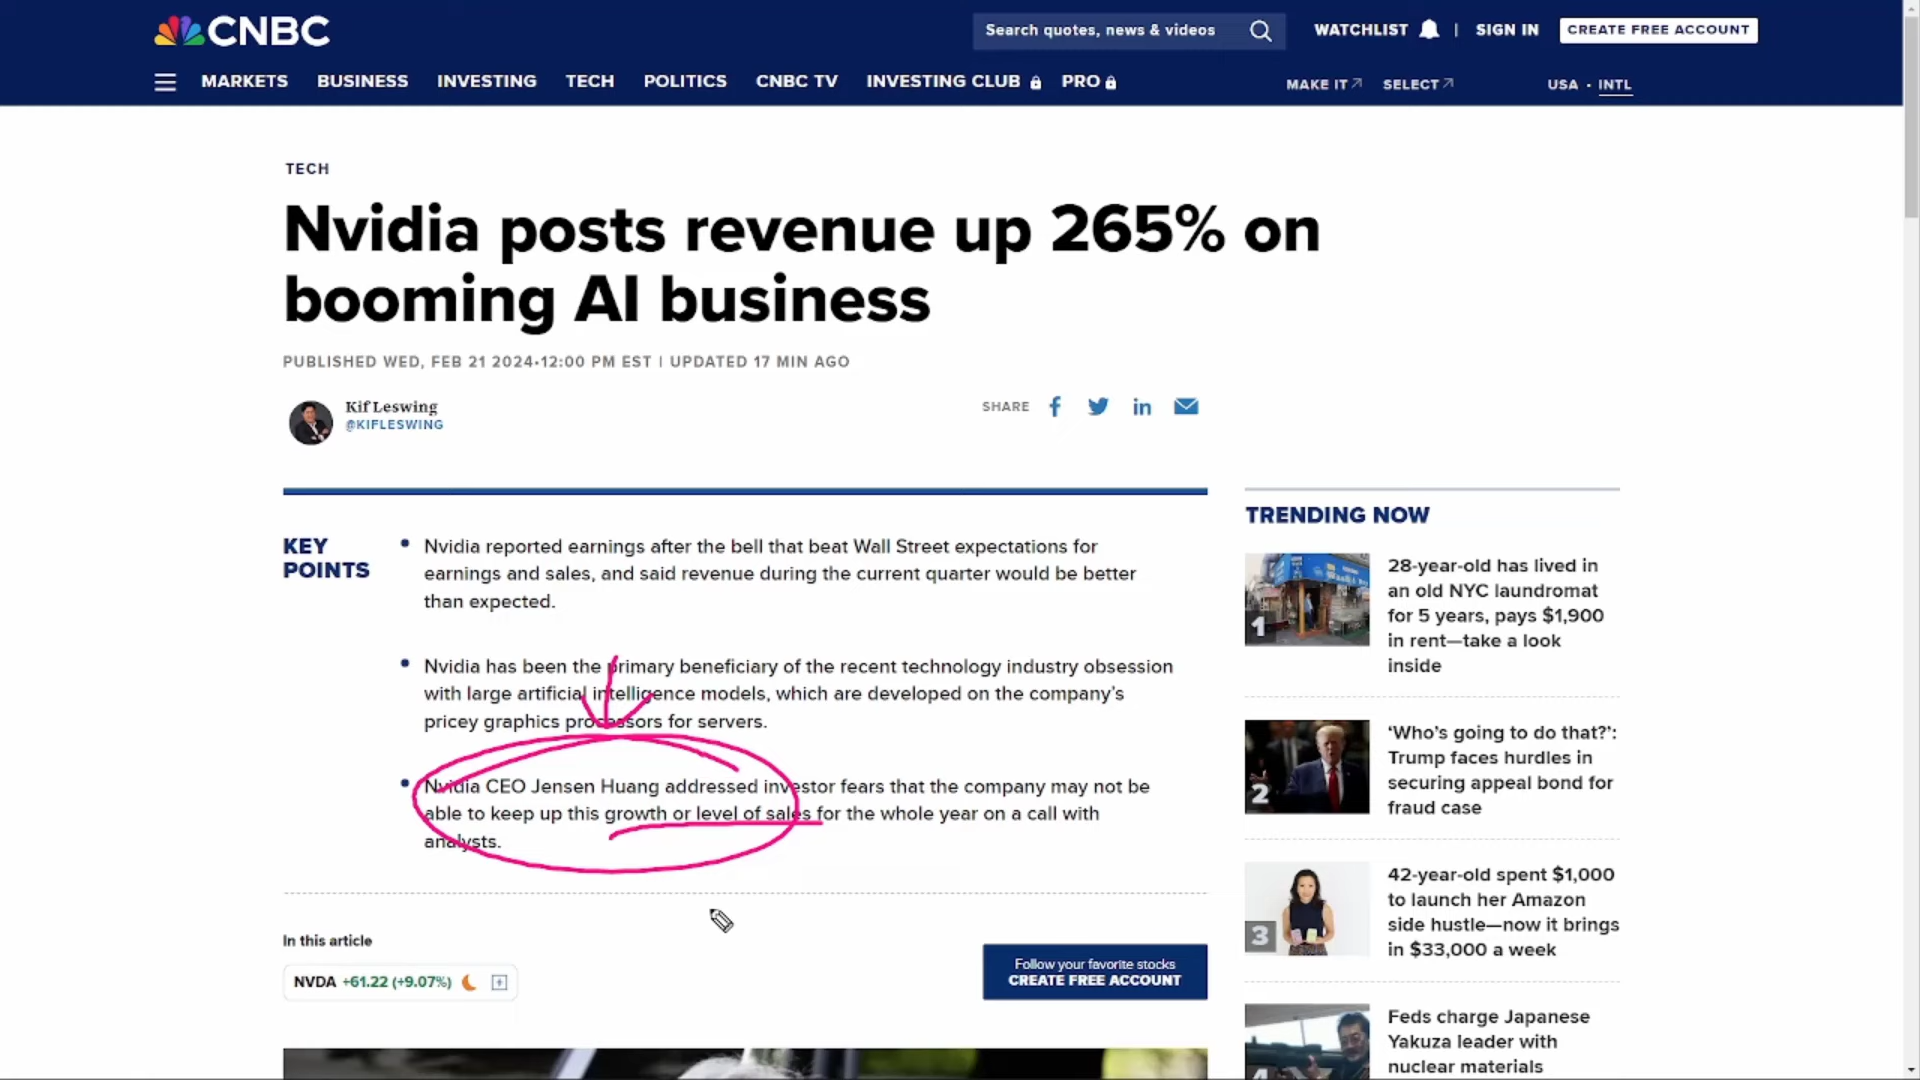 CNBC
Search quotes, news & videos
WATCHLIST | SIGN IN CREATE FREE ACCOUNT
MARKETS BUSINESS INVESTING TECH POLITICS CNBC TV INVESTING CLUB PRO MAKE IT SELECT USA · INTL
TECH
Nvidia posts revenue up 265% on
booming AI business
PUBLISHED WED, FEB 21 2024•12:00 PM EST | UPDATED 17 MIN AGO
Kif Leswing
@KIFLESWING
SHARE
KEY
POINTS
Nvidia reported earnings after the bell that beat Wall Street expectations for
earnings and sales, and said revenue during the current quarter would be better
than expected.
Nvidia has been the primary beneficiary of the recent technology industry obsession
with large artificial intelligence models, which are developed on the company’s
pricey graphics processors for servers.
Nvidia CEO Jensen Huang addressed investor fears that the company may not be
able to keep up this growth or level of sales for the whole year on a call with
analysts.
In this article
NVDA +61.22 (+9.07%)
Follow your favorite stocks
CREATE FREE ACCOUNT
TRENDING NOW
1
28-year-old has lived in
an old NYC laundromat
for 5 years, pays $1,900
in rent—take a look
inside
2
‘Who’s going to do that?’:
Trump faces hurdles in
securing appeal bond for
fraud case
3
42-year-old spent $1,000
to launch her Amazon
side hustle—now it brings
in $33,000 a week
4
Feds charge Japanese
Yakuza leader with
nuclear materials